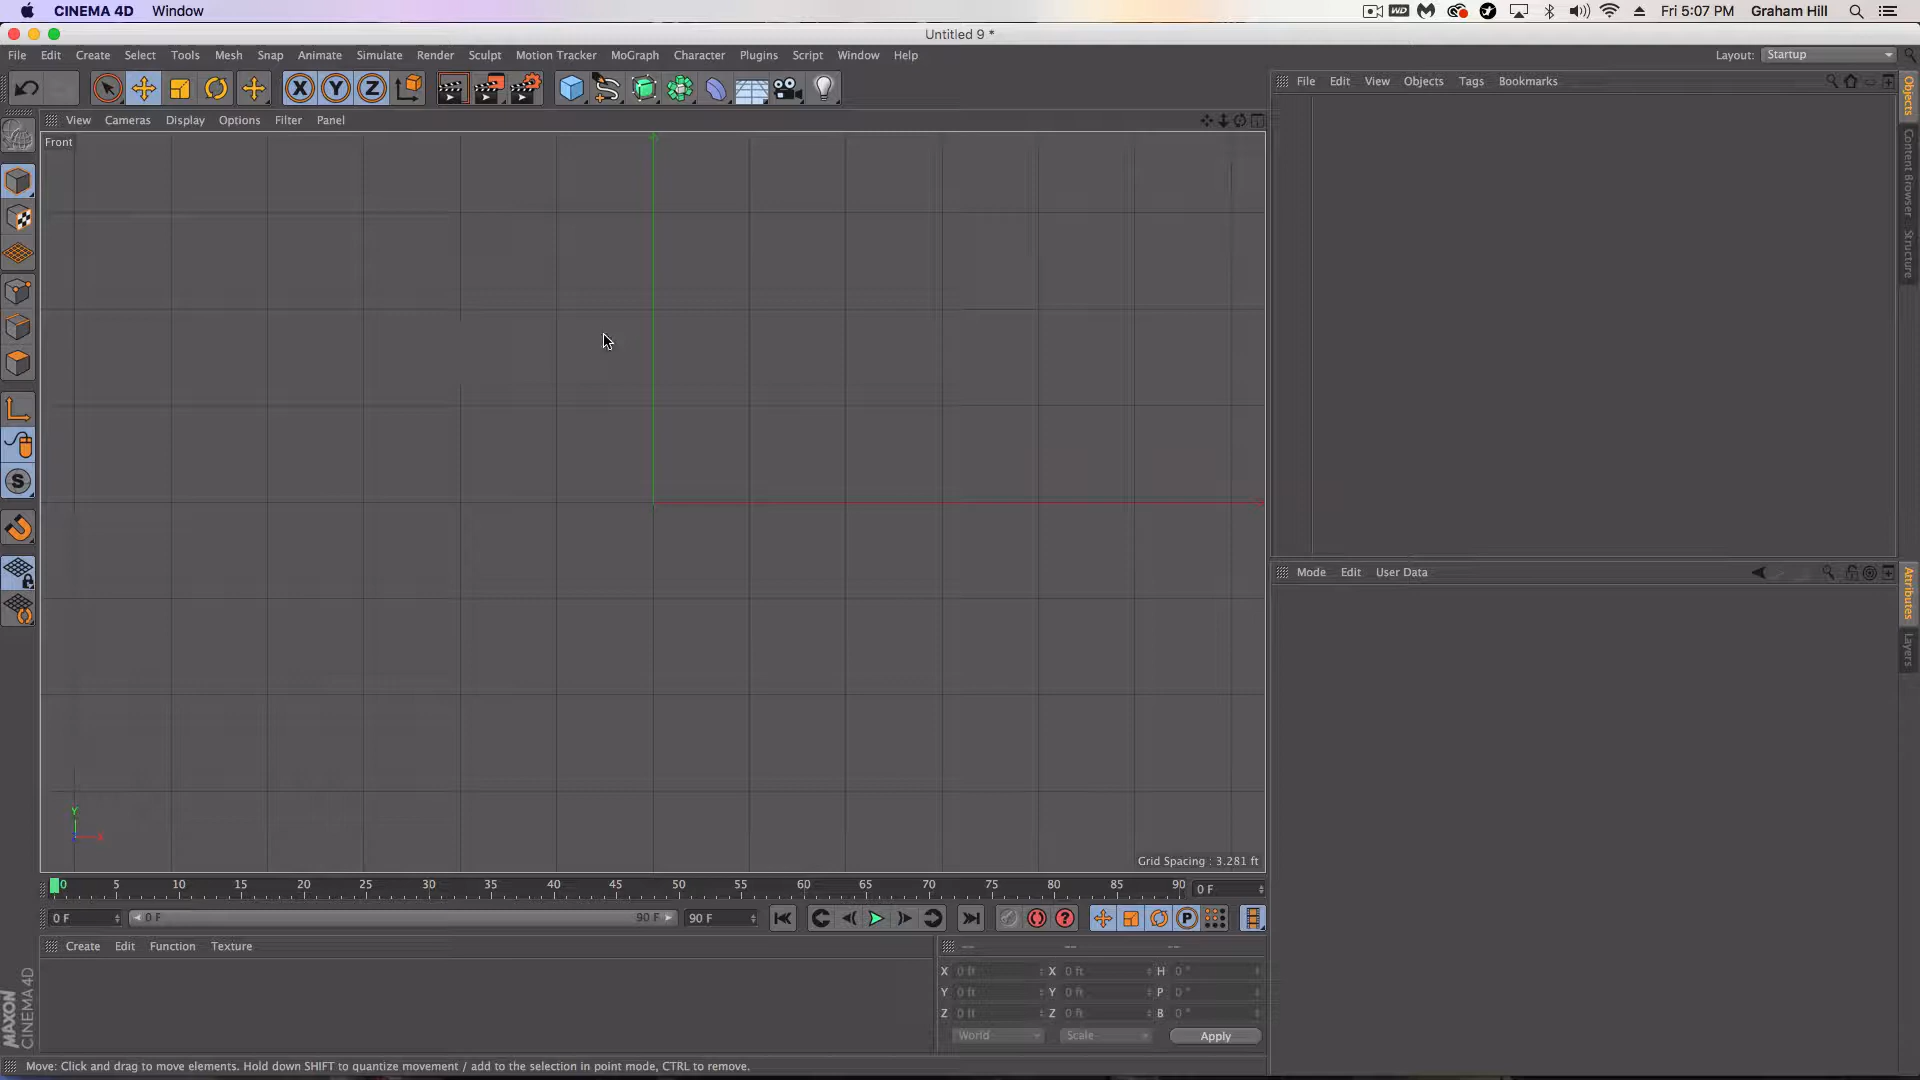 CINEMA 4D Window Fri 5:07 PM Graham Hill
Untitled 9 *
File Edit Create Select Tools Mesh Snap Animate Simulate Render Sculpt Motion Tracker MoGraph Character Plugins Script Window Help Layout: Startup
X Y Z
File Edit View Objects Tags Bookmarks
Objects
Content Browser
Structure
View Cameras Display Options Filter Panel
Front
Y
X
Grid Spacing : 3.281 ft
Mode Edit User Data
Attributes
Layers
0 5 10 15 20 25 30 35 40 45 50 55 60 65 70 75 80 85 90 0 F
0 F 0 F 90 F 90 F
Create Edit Function Texture
-- -- --
X 0 ft X 0 ft H 0 °
Y 0 ft Y 0 ft P 0 °
Z 0 ft Z 0 ft B 0 °
World Scale Apply
MAXON
CINEMA 4D
Move: Click and drag to move elements. Hold down SHIFT to quantize movement / add to the selection in point mode, CTRL to remove.